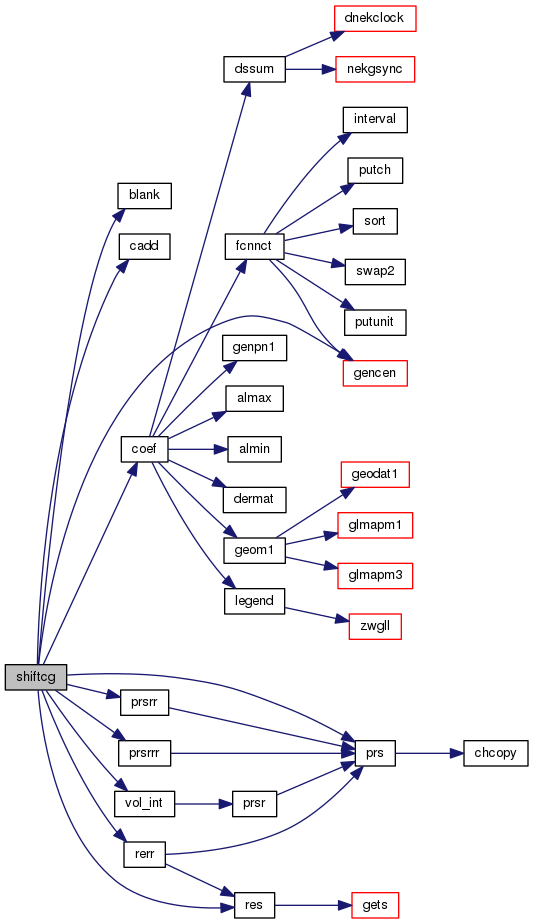 dnekclock
dssum
nekgsync
interval
putch
blank
sort
cadd
fcnnct
swap2
putunit
genpn1
gencen
almax
coef
almin
geodat1
dermat
glmapm1
geom1
glmapm3
legend
zwgll
shiftcg
prsrr
prsrrr
prs
chcopy
vol_int
prsr
rerr
res
gets